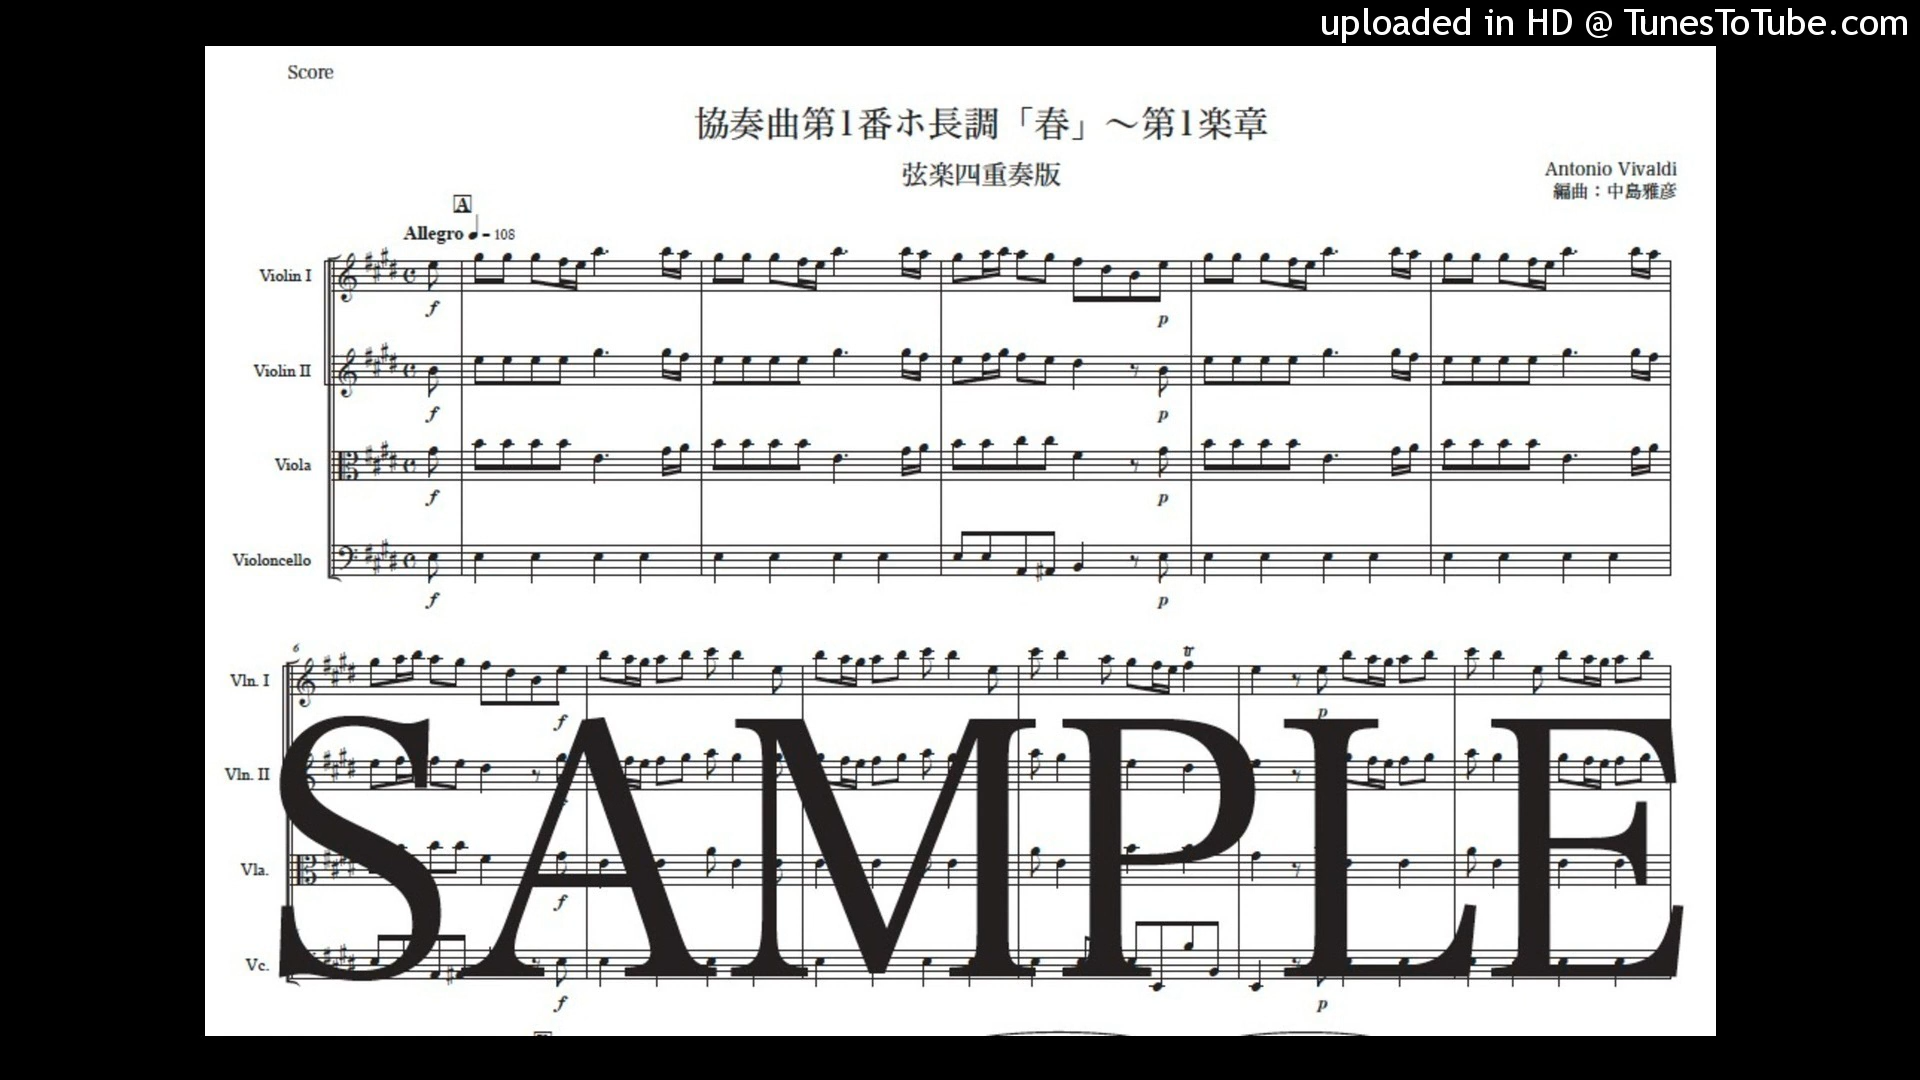 uploaded in HD @ TunesToTube.com
Score
協奏曲第1番ホ長調「春」～第1楽章
弦楽四重奏版
Antonio Vivaldi
編曲：中島雅彦
A
Allegro ♩= 108
Violin I
f
p
Violin II
f
p
Viola
f
p
Violoncello
f
p
6
tr
Vln. I
f
p
Vln. II
Vla.
f
Vc.
f
p
SAMPLE